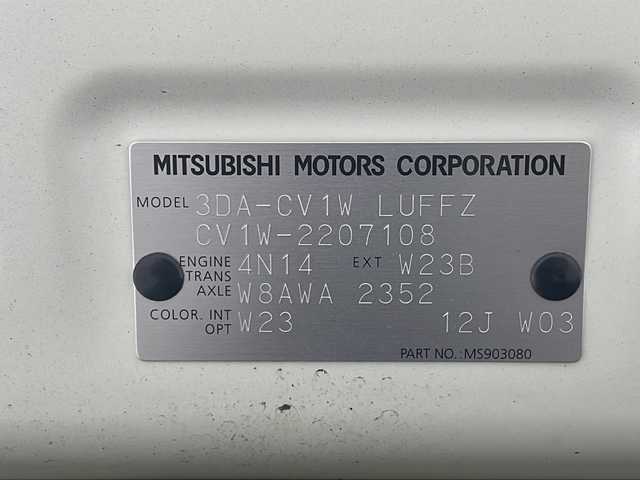 MITSUBISHI MOTORS CORPORATION
MODEL 3DA-CV1W LUFFZ
CV1W-2207108
ENGINE 4N14 EXT W23B
TRANS AXLE W8AWA 2352
COLOR. INT OPT W23 12J W03
PART NO.: MS903080